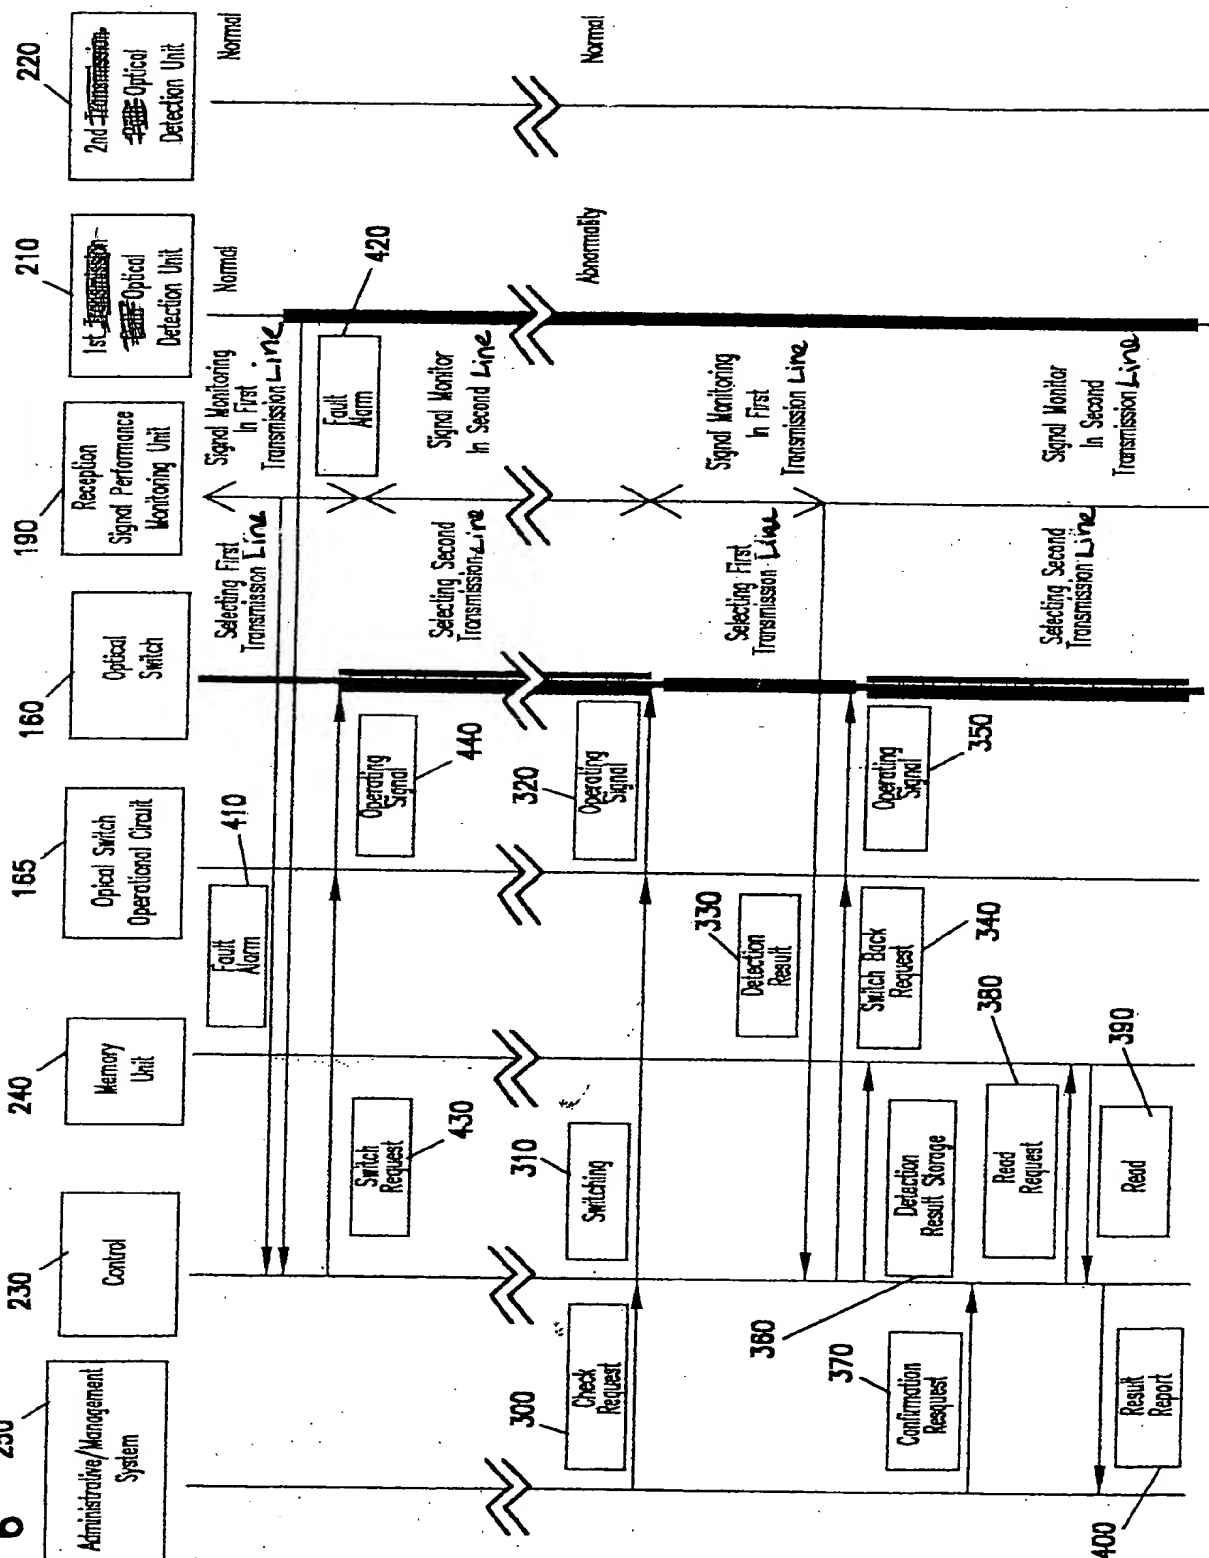 6
250
230
240
165
160
190
210
220
Administrative/Management
System
Control
Memory
Unit
Opical Switch
Operational Circuit
Optical
Switch
Reception
Signal Performance
Monitoring Unit
1st Transmission
Optical
Detection Unit
2nd Transmission
Optical
Detection Unit
Fault
Alarm
410
Selecting First
Transmission Line
Signal Monitoring
In First
Transmission Line
Normal
Normal
Fault
Alarm
420
Switch
Request
430
Operating
Signal
440
Selecting Second
Transmission Line
Signal Monitor
In Second Line
300
Check
Request
310
Switching
320
Operating
Signal
Abnormality
Normal
330
Detection
Result
Selecting First
Transmission Line
Signal Monitoring
In First
Transmission Line
360
370
Confirmation
Resquest
Detection
Result Storage
Switch Back
Request
340
Operating
Signal
350
380
Read
Request
Selecting Second
Transmission Line
Signal Monitor
In Second
Transmission Line
400
Result
Report
Read
390